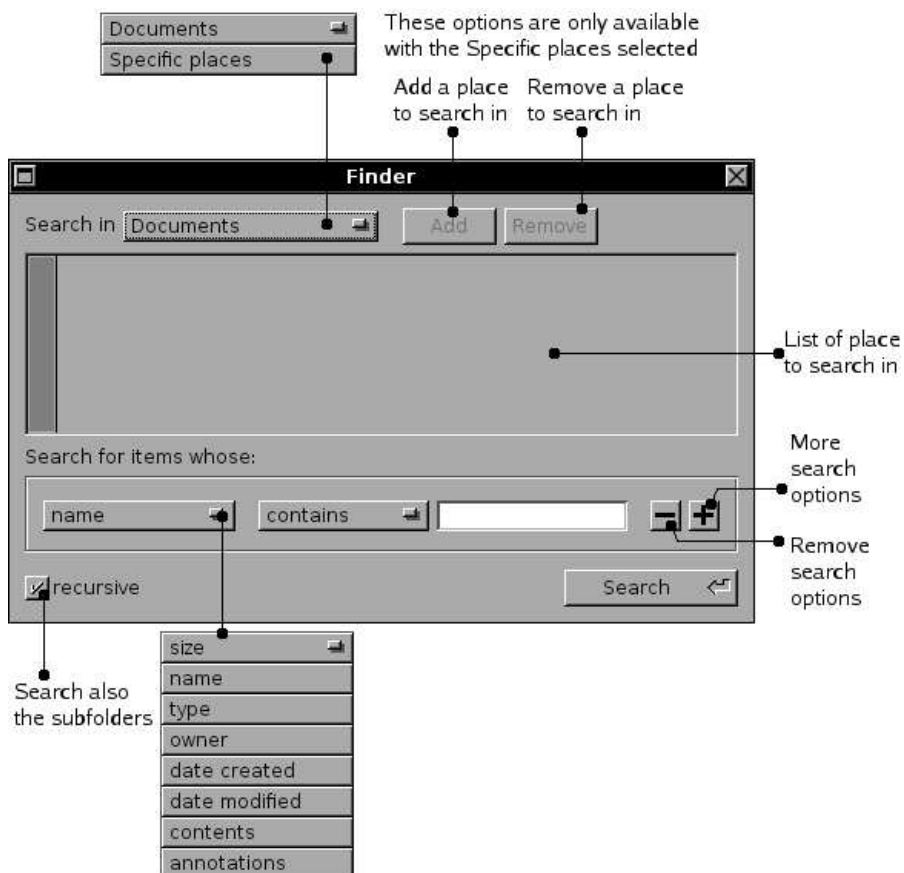 Documents
Specific places
These options are only available
with the Specific places selected
Add a place
to search in
Remove a place
to search in
Finder
Search in
Documents
Add
Remove
List of place
to search in
Search for items whose:
More
search
options
name
contains
Remove
search
options
recursive
Search
size
name
type
owner
date created
date modified
contents
annotations
Search also
the subfolders